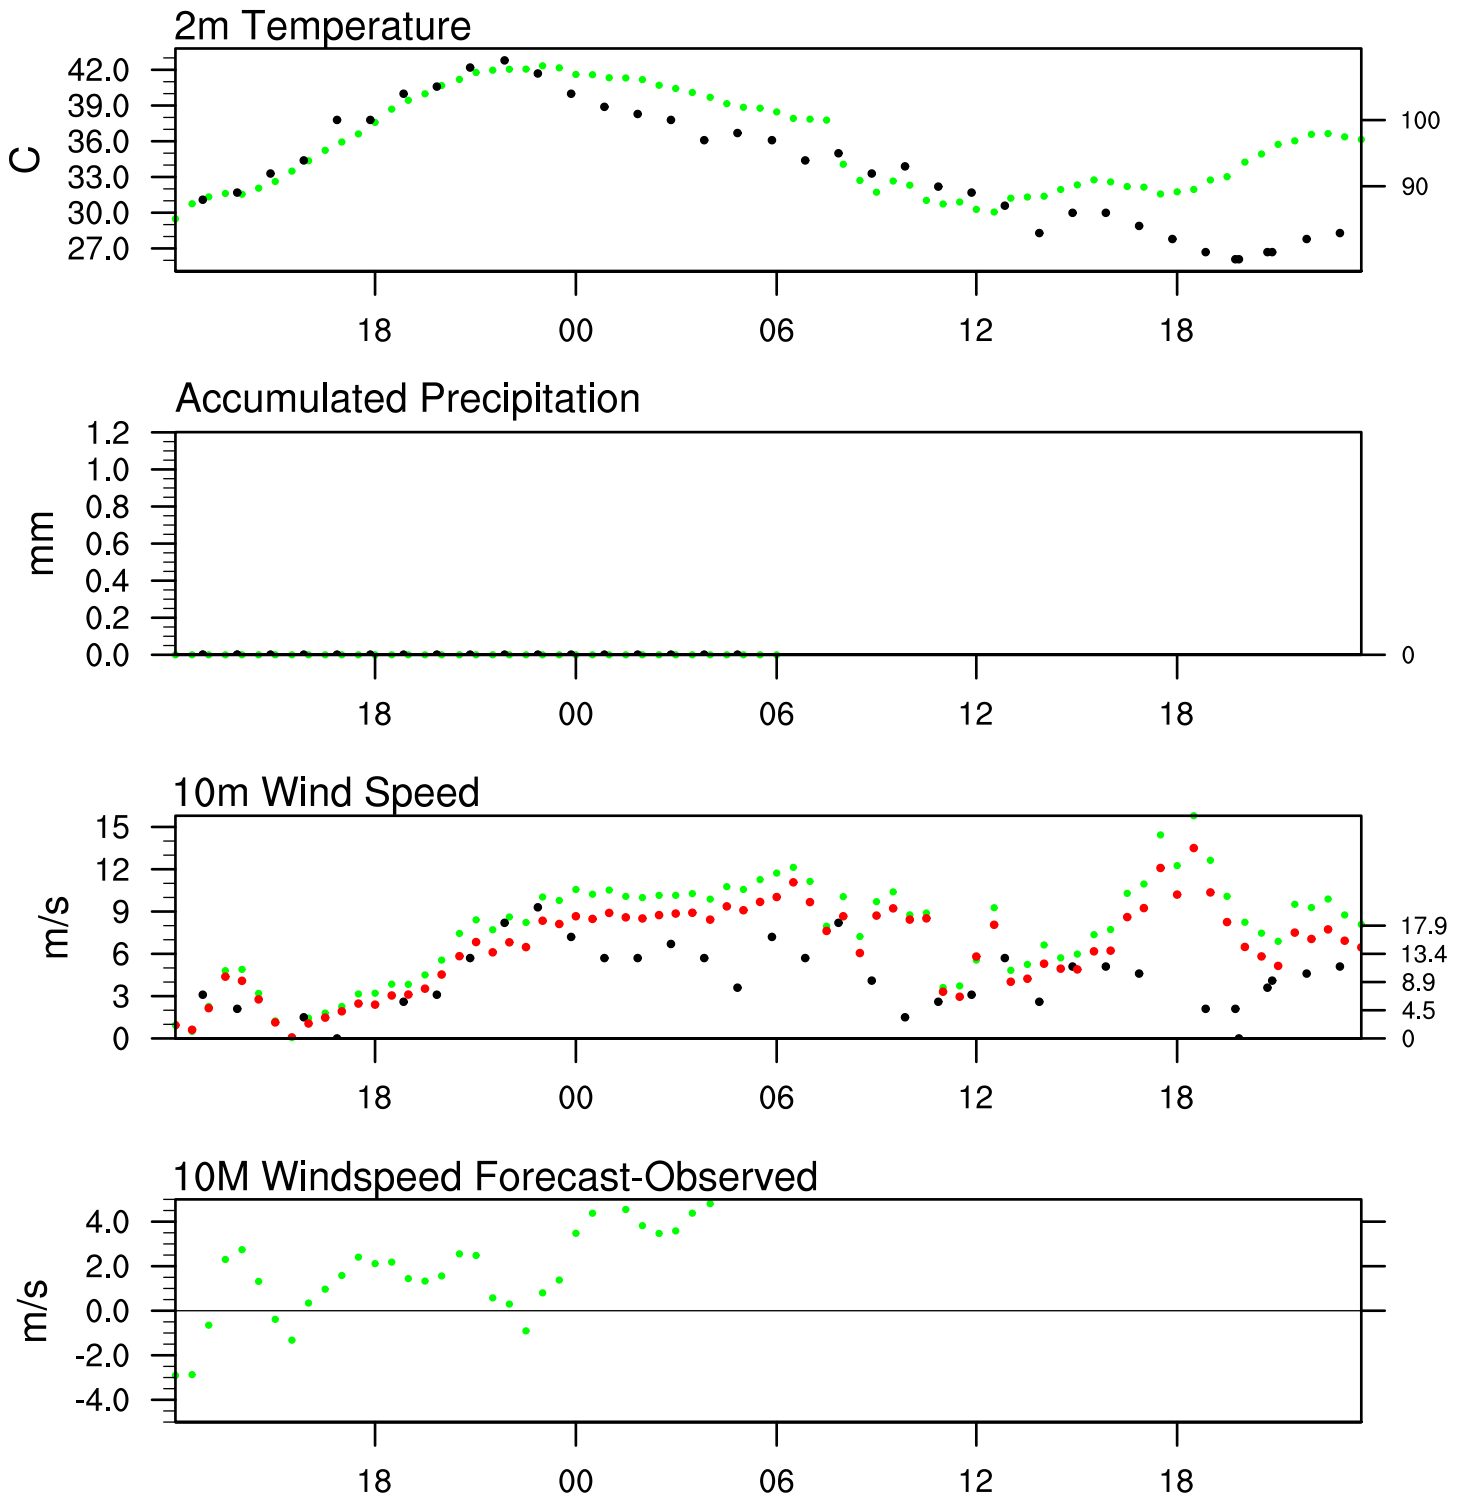 2m Temperature
42.0
39.0
36.0
33.0
30.0
27.0
C
100
90
18 00 06 12 18
Accumulated Precipitation
1.2
1.0
0.8
0.6
0.4
0.2
0.0
mm
0
18 00 06 12 18
10m Wind Speed
15
12
9
6
3
0
m/s
17.9
13.4
8.9
4.5
0
18 00 06 12 18
10M Windspeed Forecast-Observed
4.0
2.0
0.0
-2.0
-4.0
m/s
18 00 06 12 18